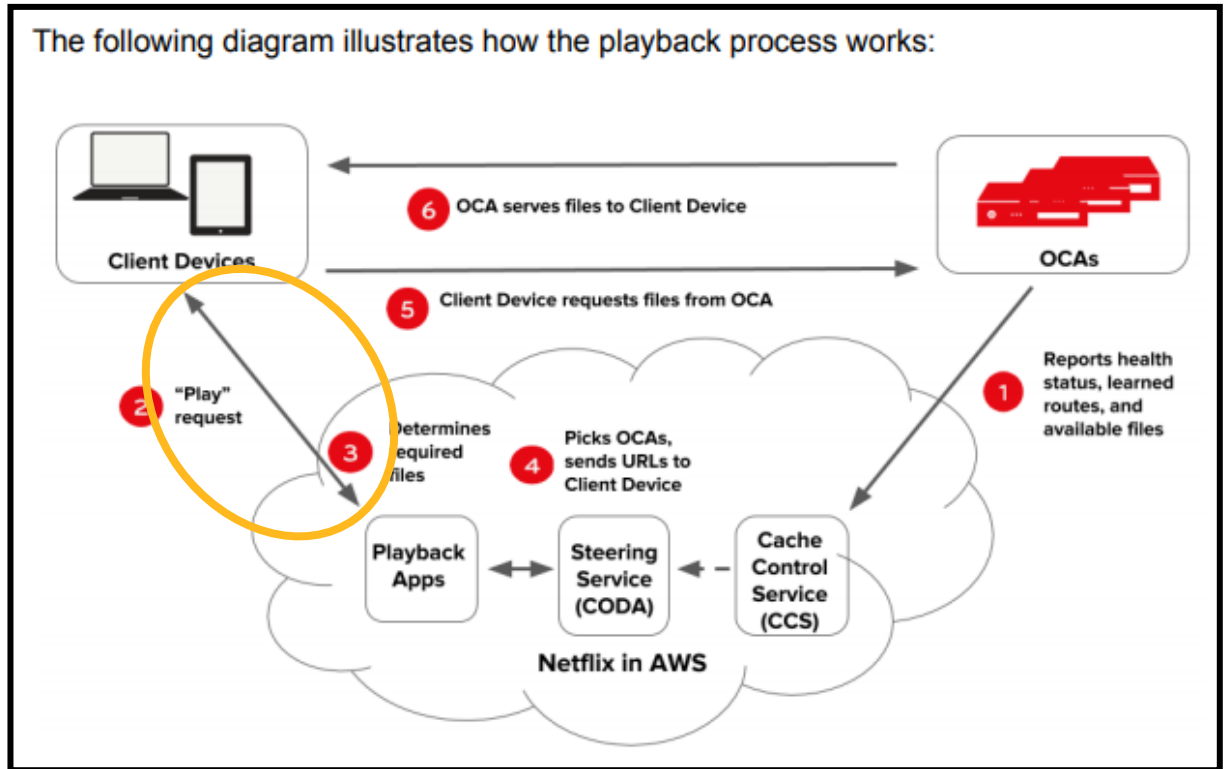 The following diagram illustrates how the playback process works:
Client Devices
OCAs
6 OCA serves files to Client Device
5 Client Device requests files from OCA
1 Reports health
status, learned
routes, and
available files
2 "Play"
request
3 Determines
required
files
4 Picks OCAs,
sends URLs to
Client Device
Playback
Apps
Steering
Service
(CODA)
Cache
Control
Service
(CCS)
Netflix in AWS